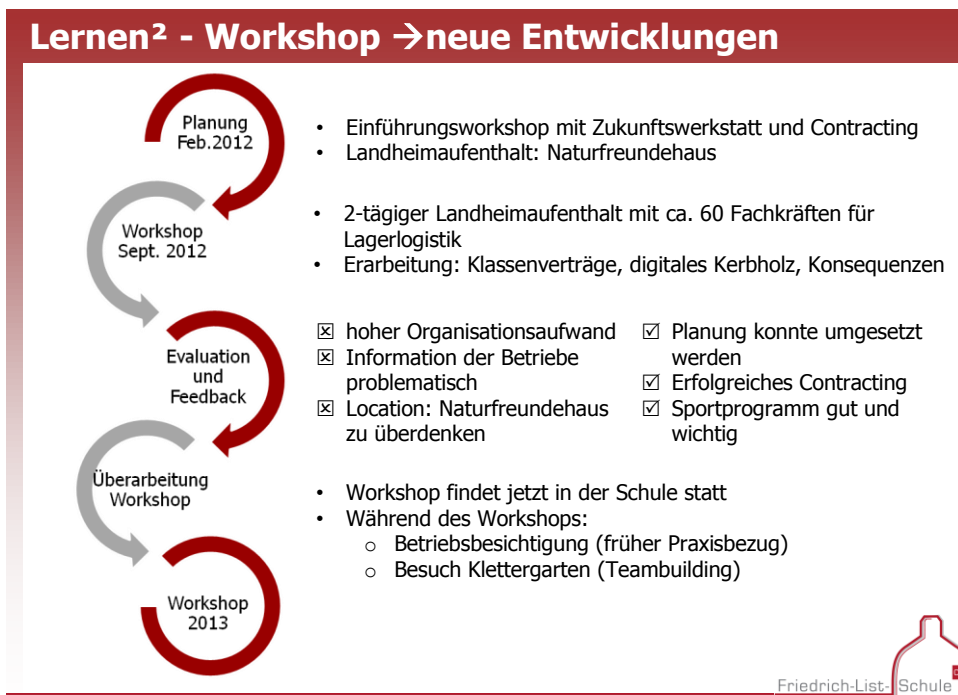 Lernen² - Workshop →neue Entwicklungen
Planung
Feb.2012
• Einführungsworkshop mit Zukunftswerkstatt und Contracting
• Landheimaufenthalt: Naturfreundehaus
Workshop
Sept. 2012
• 2-tägiger Landheimaufenthalt mit ca. 60 Fachkräften für
Lagerlogistik
• Erarbeitung: Klassenverträge, digitales Kerbholz, Konsequenzen
Evaluation
und
Feedback
☒ hoher Organisationsaufwand
☒ Information der Betriebe
problematisch
☒ Location: Naturfreundehaus
zu überdenken
☑ Planung konnte umgesetzt
werden
☑ Erfolgreiches Contracting
☑ Sportprogramm gut und
wichtig
Überarbeitung
Workshop
• Workshop findet jetzt in der Schule statt
• Während des Workshops:
o Betriebsbesichtigung (früher Praxisbezug)
o Besuch Klettergarten (Teambuilding)
Workshop
2013
Friedrich-List-Schule